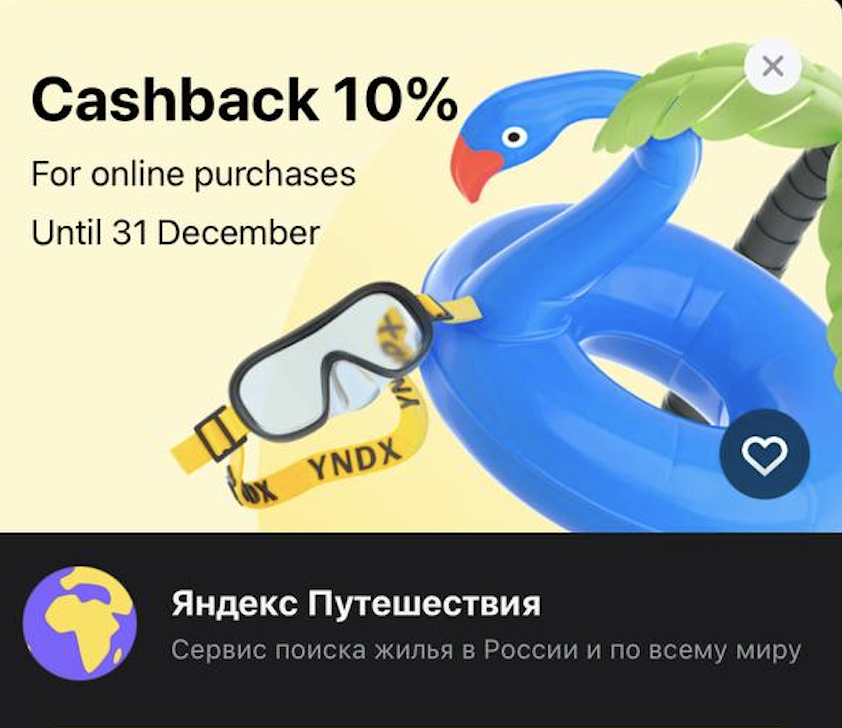 Cashback 10%
For online purchases
Until 31 December
YNDX
Яндекс Путешествия
Сервис поиска жилья в России и по всему миру